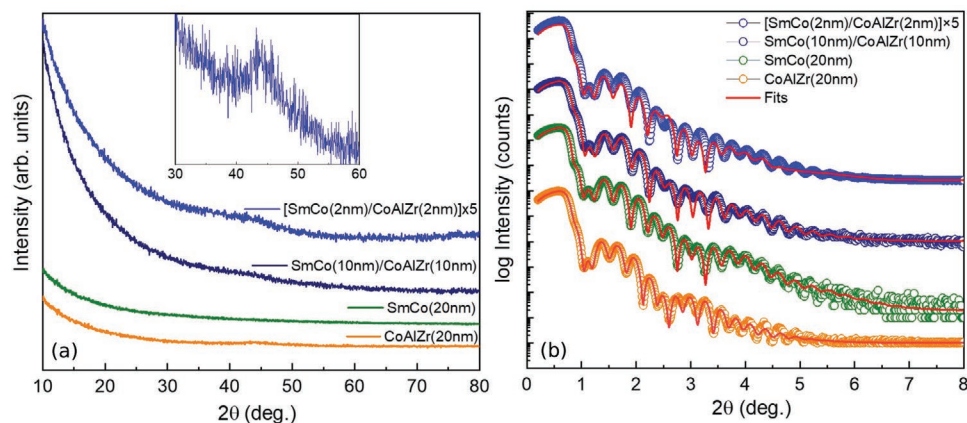 Intensity (arb. units)
30 40 50 60
[SmCo(2nm)/CoAlZr(2nm)]x5
SmCo(10nm)/CoAlZr(10nm)
SmCo(20nm)
CoAlZr(20nm)
(a)
10 20 30 40 50 60 70 80
2θ (deg.)
log Intensity (counts)
[SmCo(2nm)/CoAlZr(2nm)]×5
SmCo(10nm)/CoAlZr(10nm)
SmCo(20nm)
CoAlZr(20nm)
Fits
(b)
0 1 2 3 4 5 6 7 8
2θ (deg.)